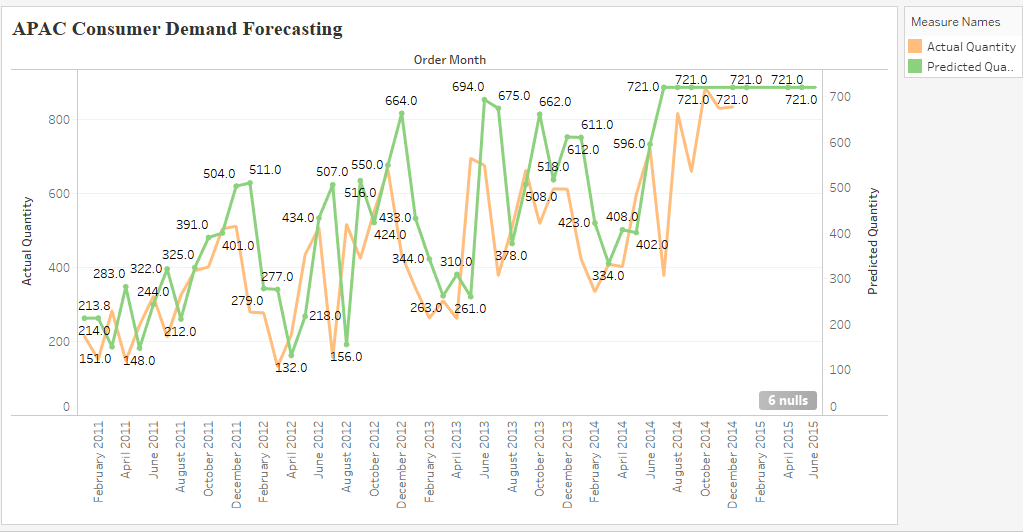 APAC Consumer Demand Forecasting
Order Month
Measure Names
Actual Quantity
Predicted Qua..
Actual Quantity
800
600
400
200
0
Predicted Quantity
700
600
500
400
300
200
100
0
213.8
214.0
151.0
283.0
148.0
244.0
322.0
325.0
212.0
391.0
401.0
504.0
511.0
279.0
277.0
132.0
218.0
434.0
507.0
156.0
516.0
550.0
424.0
664.0
433.0
344.0
263.0
310.0
261.0
694.0
675.0
378.0
508.0
662.0
518.0
612.0
611.0
423.0
334.0
408.0
402.0
596.0
721.0
721.0
721.0
721.0
721.0
721.0
721.0
6 nulls
February 2011
April 2011
June 2011
August 2011
October 2011
December 2011
February 2012
April 2012
June 2012
August 2012
October 2012
December 2012
February 2013
April 2013
June 2013
August 2013
October 2013
December 2013
February 2014
April 2014
June 2014
August 2014
October 2014
December 2014
February 2015
April 2015
June 2015